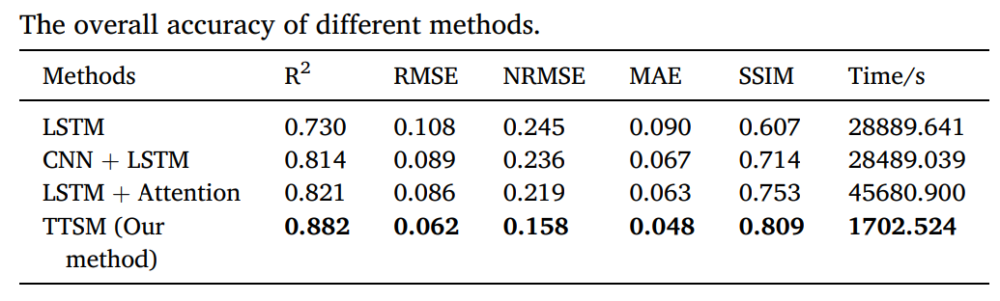 The overall accuracy of different methods.
Methods R² RMSE NRMSE MAE SSIM Time/s
LSTM 0.730 0.108 0.245 0.090 0.607 28889.641
CNN + LSTM 0.814 0.089 0.236 0.067 0.714 28489.039
LSTM + Attention 0.821 0.086 0.219 0.063 0.753 45680.900
TTSM (Our 0.882 0.062 0.158 0.048 0.809 1702.524
method)